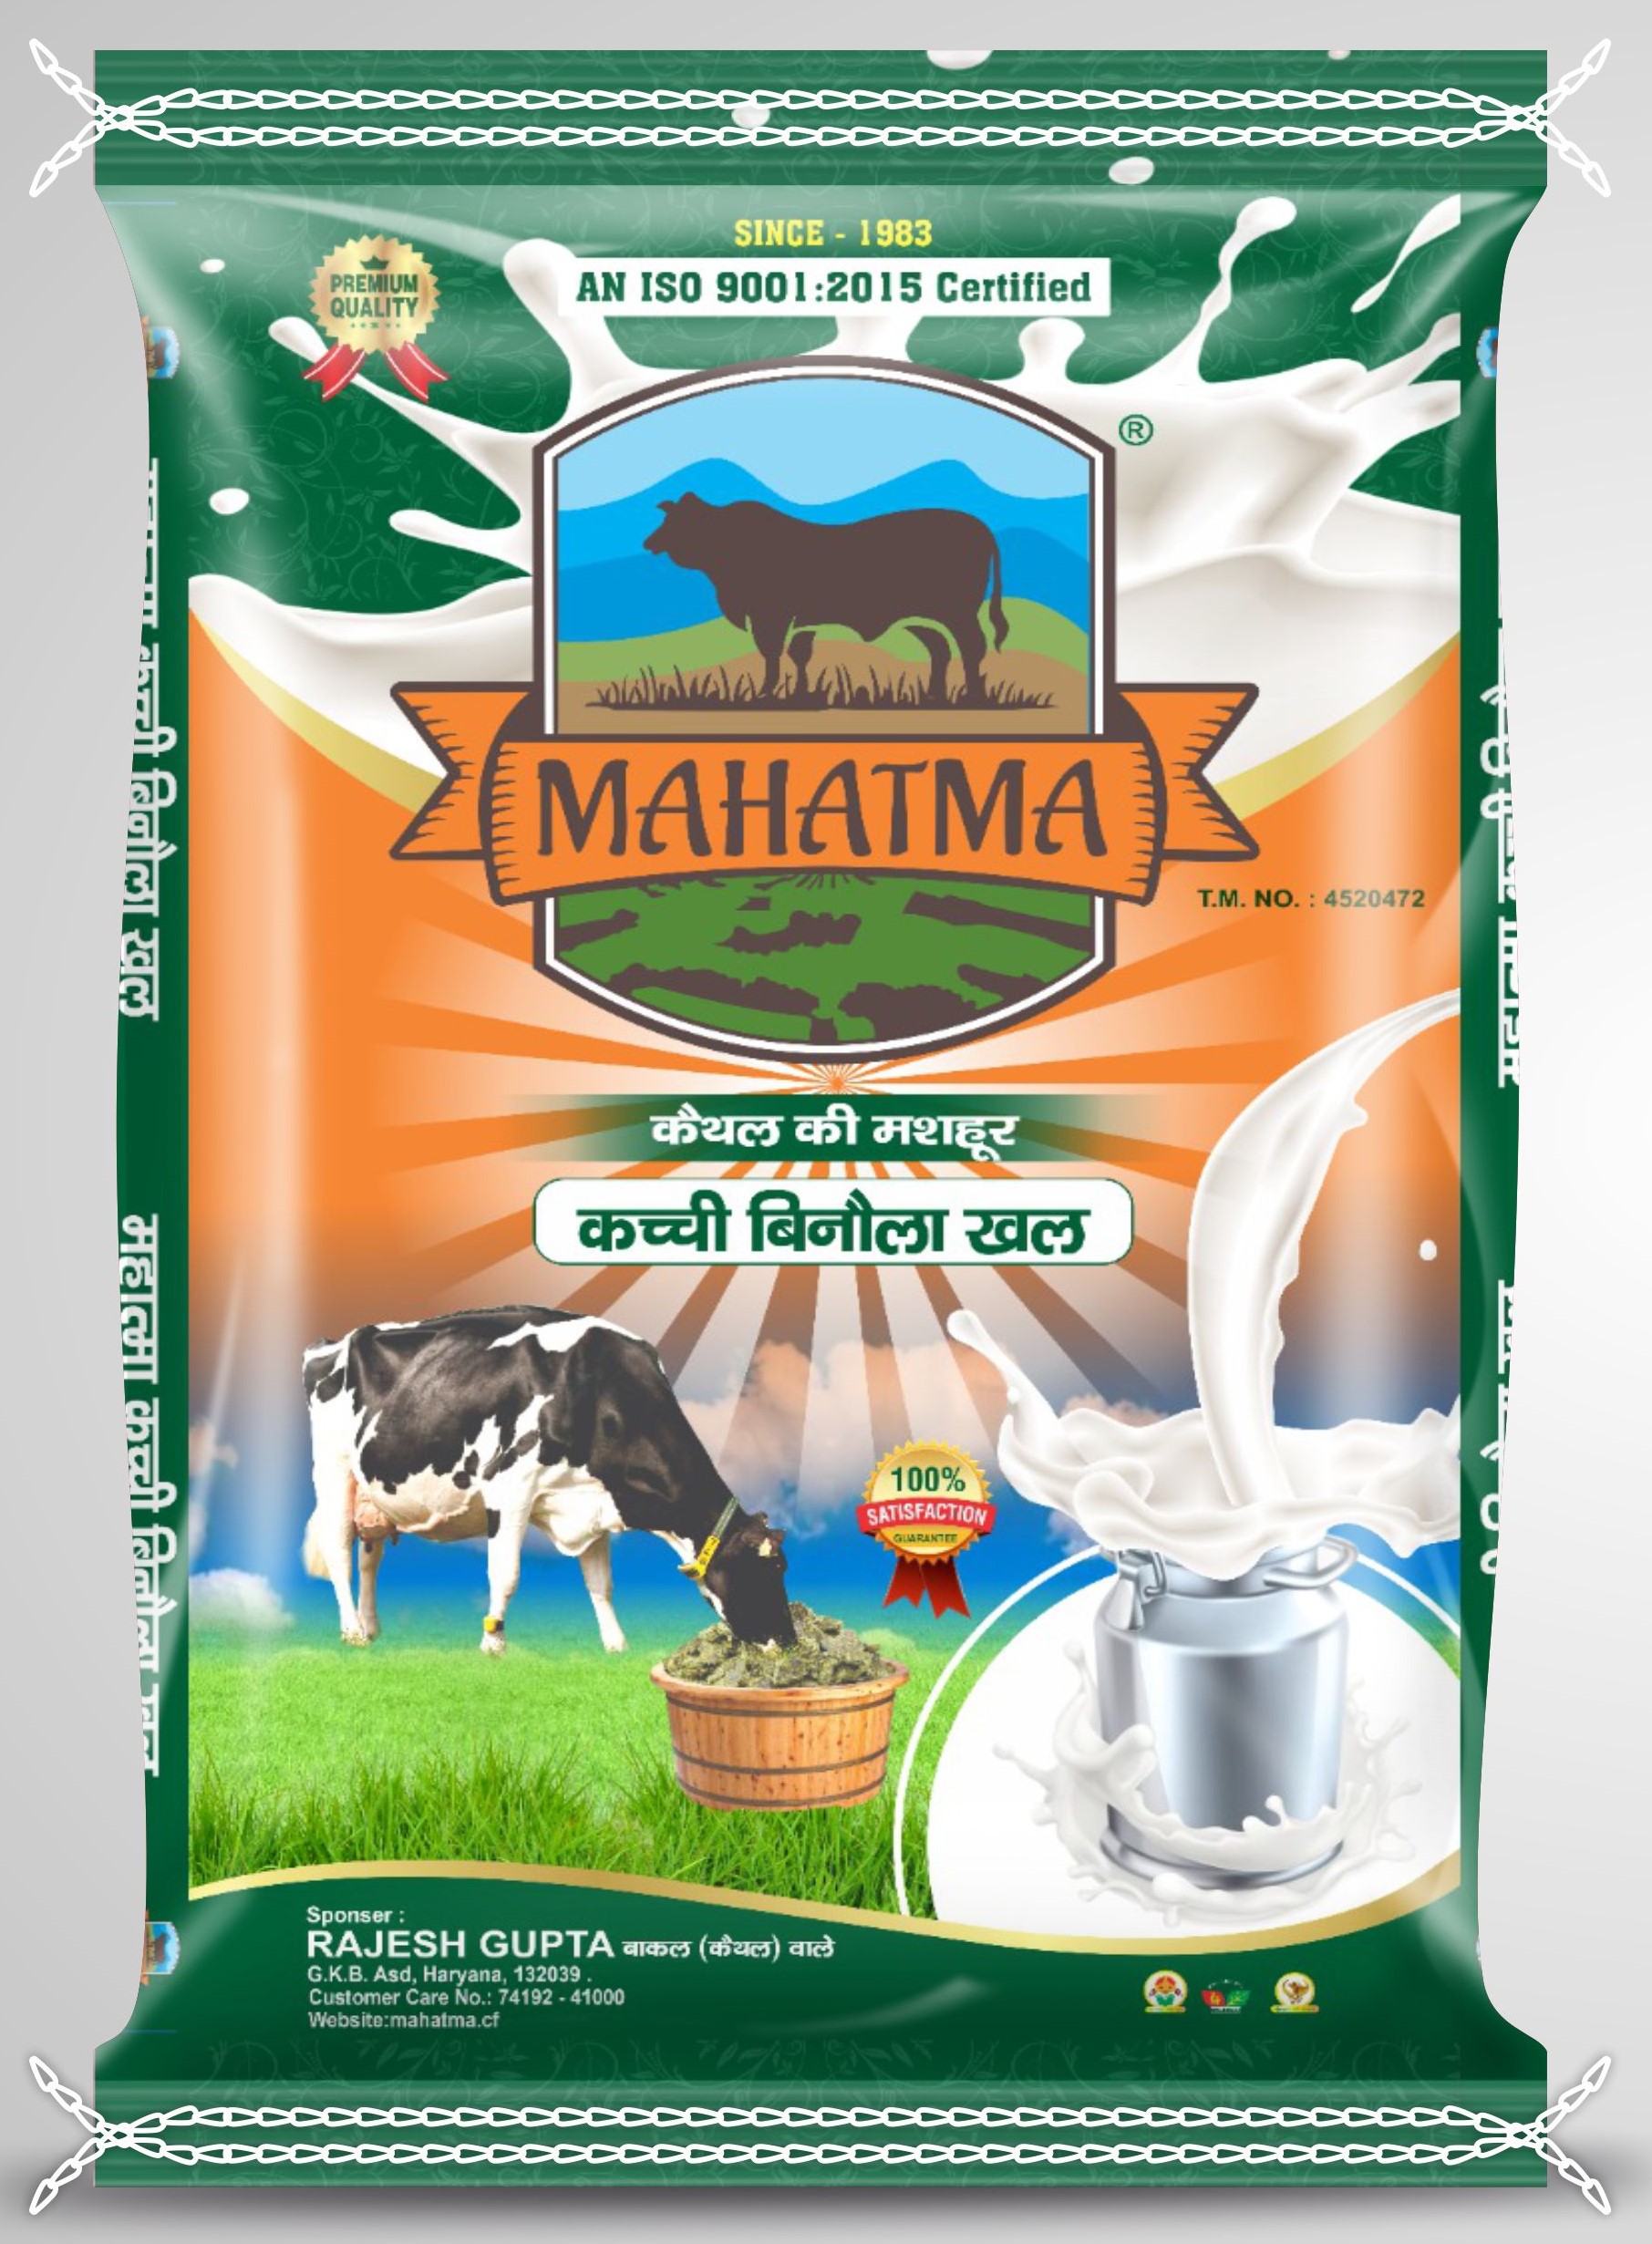 SINCE - 1983
AN ISO 9001:2015 Certified
PREMIUM
QUALITY
®
MAHATMA
T.M. NO. : 4520472
कैथल की मशहूर
कच्ची बिनौला खल
100%
SATISFACTION
GUARANTEE
Sponser :
RAJESH GUPTA बाकल (कैथल) वाले
G.K.B. Asd, Haryana, 132039 .
Customer Care No.: 74192 - 41000
Website:mahatma.cf
महात्मा कच्ची बिनौला खल